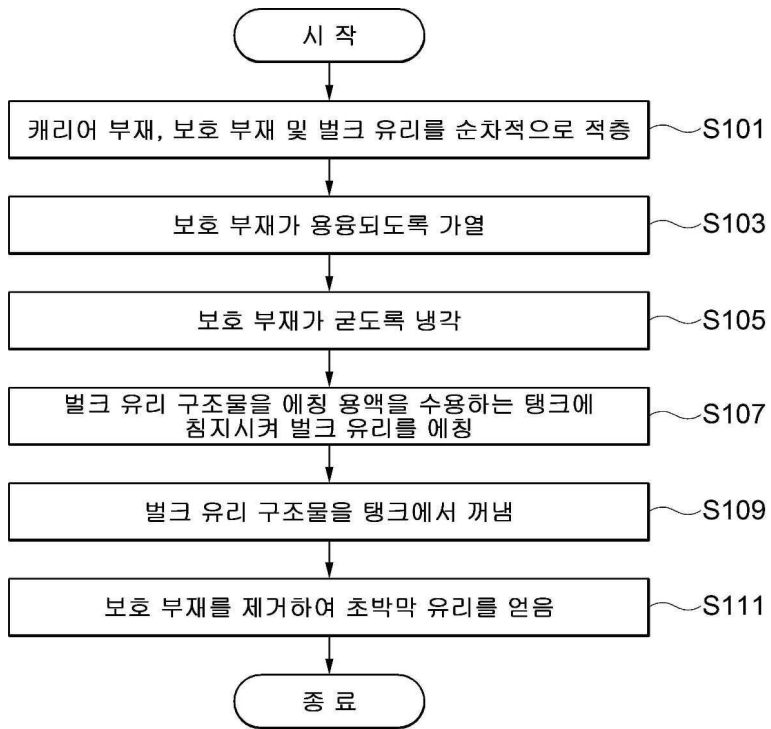 시 작
캐리어 부재, 보호 부재 및 벌크 유리를 순차적으로 적층
S101
보호 부재가 용융되도록 가열
S103
보호 부재가 굳도록 냉각
S105
벌크 유리 구조물을 에칭 용액을 수용하는 탱크에
침지시켜 벌크 유리를 에칭
S107
벌크 유리 구조물을 탱크에서 꺼냄
S109
보호 부재를 제거하여 초박막 유리를 얻음
S111
종 료